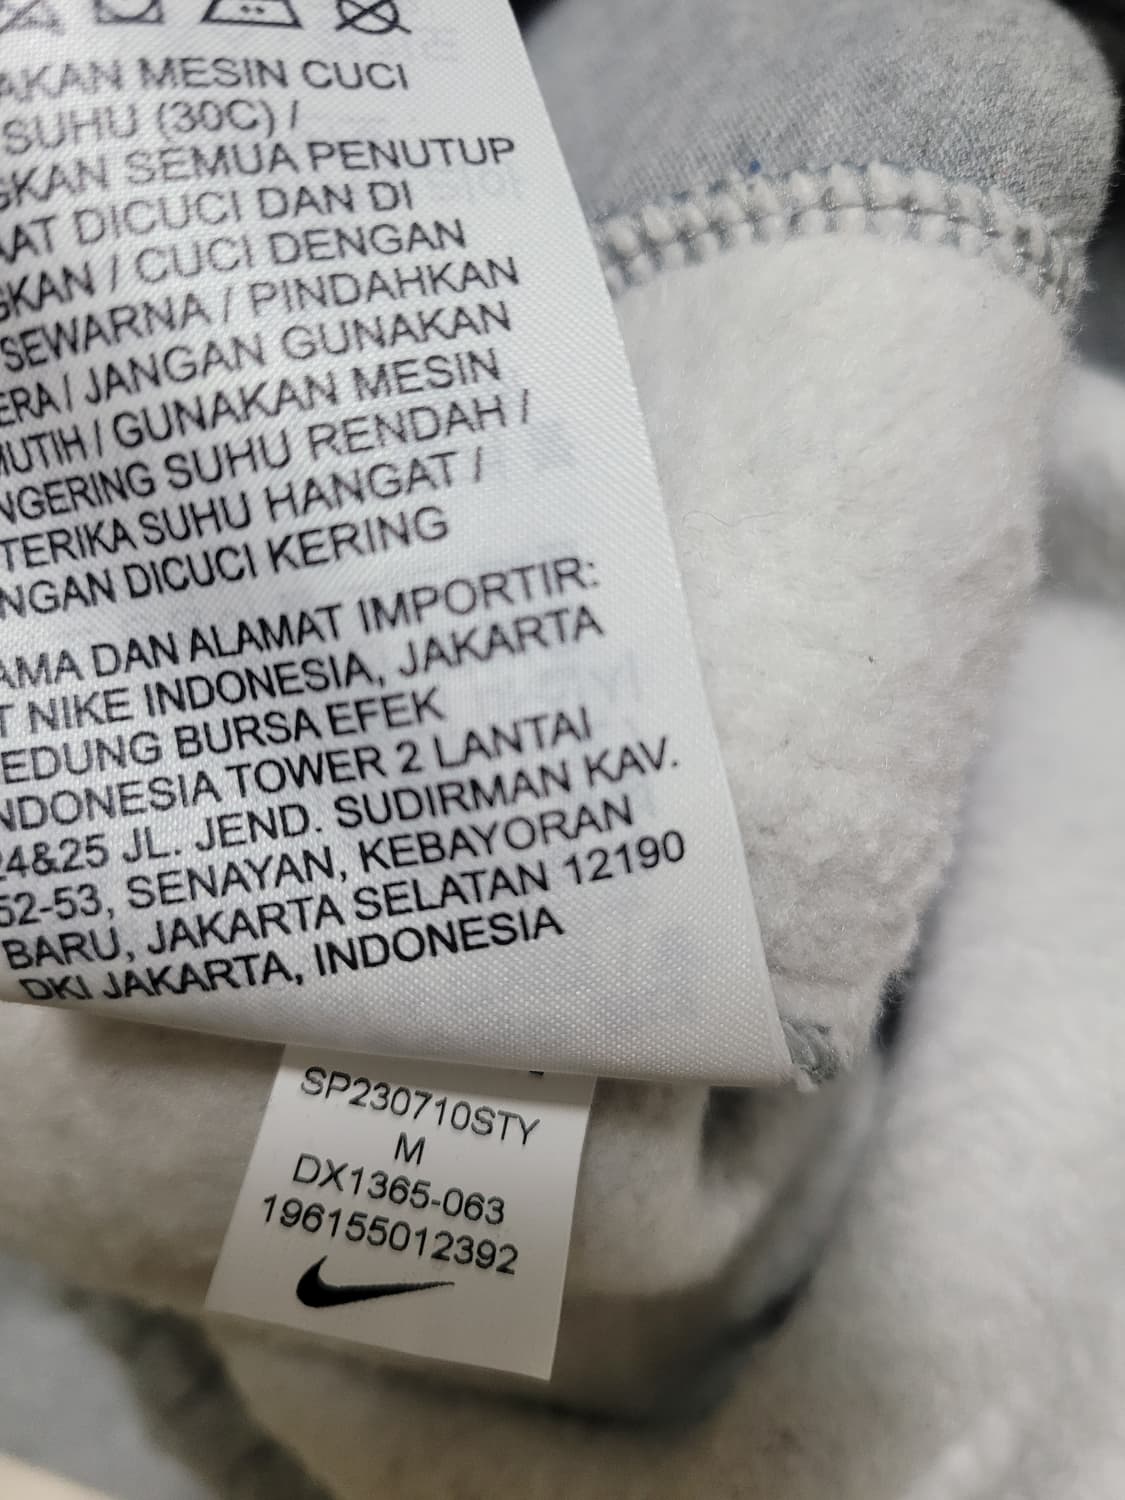 AKAN MESIN CUCI
SUHU (30C) /
GKAN SEMUA PENUTUP
AAT DICUCI DAN DI
GKAN / CUCI DENGAN
SEWARNA / PINDAHKAN
ERA / JANGAN GUNAKAN
MUTIH / GUNAKAN MESIN
NGERING SUHU RENDAH /
TERIKA SUHU HANGAT /
NGAN DICUCI KERING
AMA DAN ALAMAT IMPORTIR:
T NIKE INDONESIA, JAKARTA
EDUNG BURSA EFEK
NDONESIA TOWER 2 LANTAI
24&25 JL. JEND. SUDIRMAN KAV.
52-53, SENAYAN, KEBAYORAN
BARU, JAKARTA SELATAN 12190
DKI JAKARTA, INDONESIA
SP230710STY
M
DX1365-063
196155012392